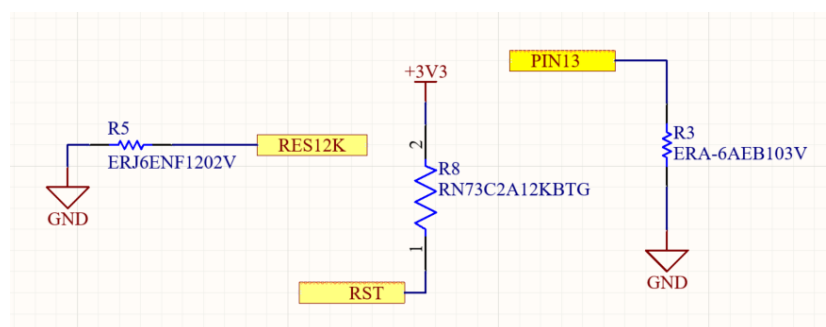 R5
ERJ6ENF1202V
RES12K
GND
+3V3
2
R8
RN73C2A12KBTG
1
RST
PIN13
R3
ERA-6AEB103V
GND